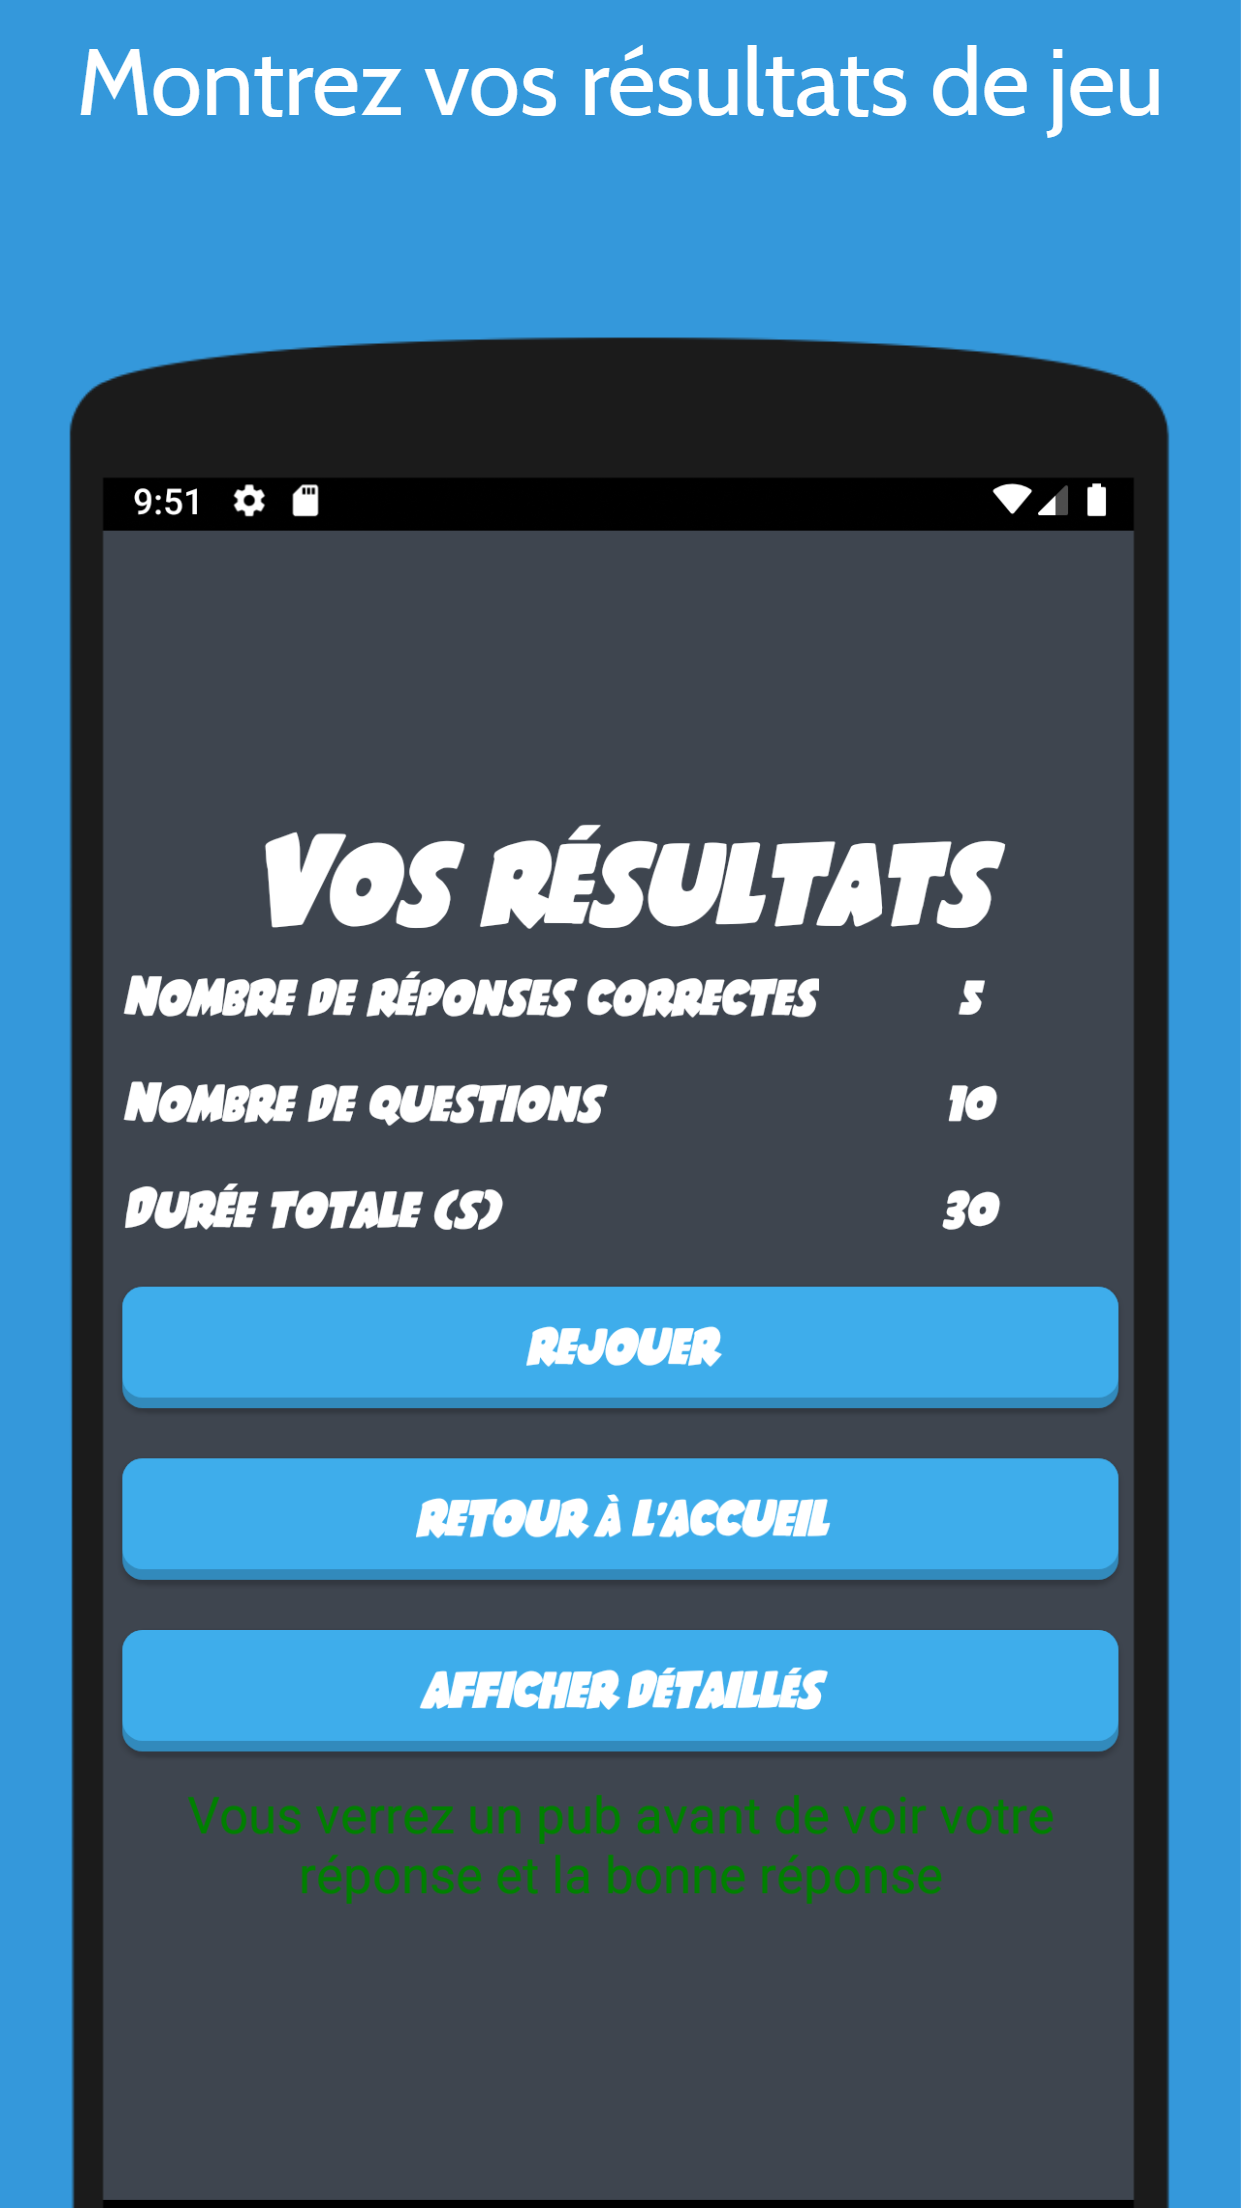 Montrez vos résultats de jeu
9:51
Vos résultats
Nombre de réponses correctes 5
Nombre de questions 10
Durée totale (s) 30
REJOUER
RETOUR À L'ACCUEIL
AFFICHER DÉTAILLÉS
Vous verrez un pub avant de voir votre
réponse et la bonne réponse